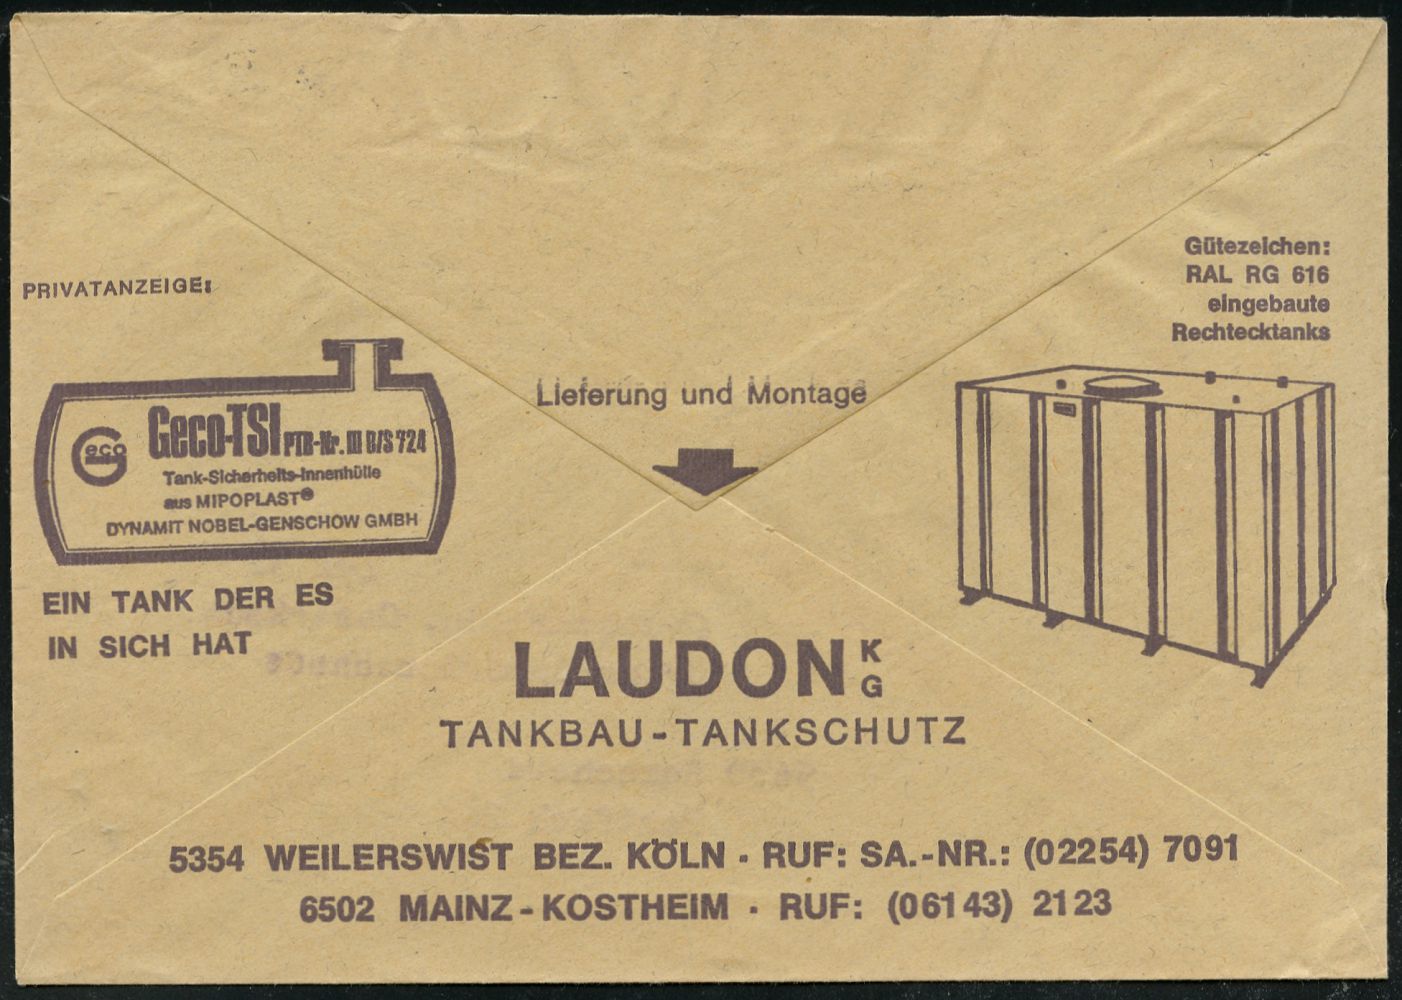 PRIVATANZEIGE:
Gütezeichen:
RAL RG 616
eingebaute
Rechtecktanks
Lieferung und Montage
eco
Geco-TSI PTB-Nr. III B/S 724
Tank-Sicherheits-Innenhülle
aus MIPOPLAST®
DYNAMIT NOBEL-GENSCHOW GMBH
EIN TANK DER ES
IN SICH HAT
LAUDON KG
TANKBAU-TANKSCHUTZ
5354 WEILERSWIST BEZ. KÖLN · RUF: SA.-NR.: (02254) 7091
6502 MAINZ-KOSTHEIM · RUF: (06143) 2123